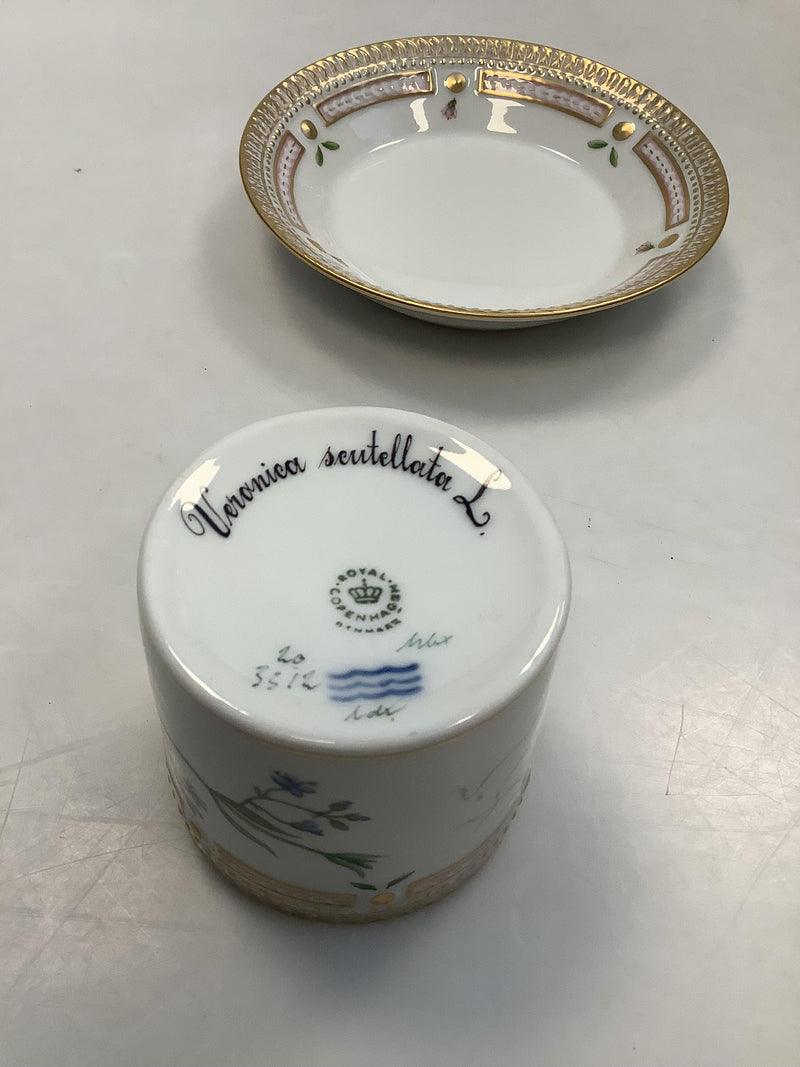 Veronica scutellata L.
ROYAL
COPENHAGEN
DENMARK
20
3512